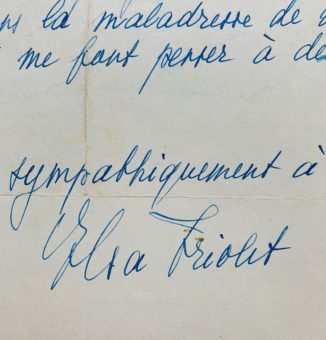 la maladresse de
me font penser à de
sympathiquement à
Elsa Triolet